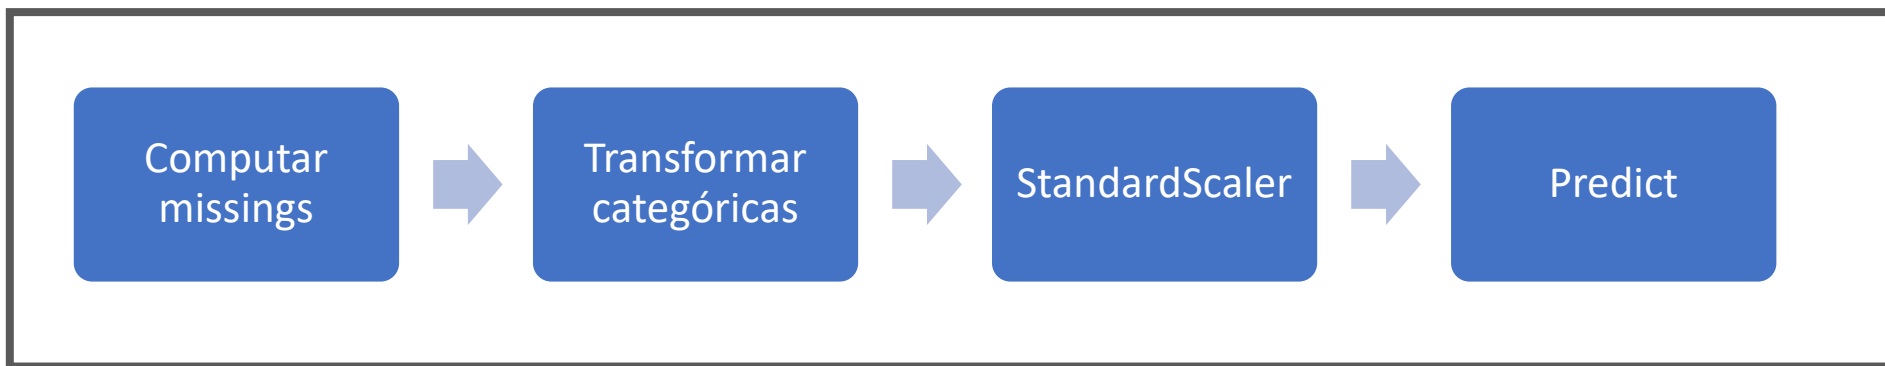 Computar
missings
Transformar
categóricas
StandardScaler
Predict